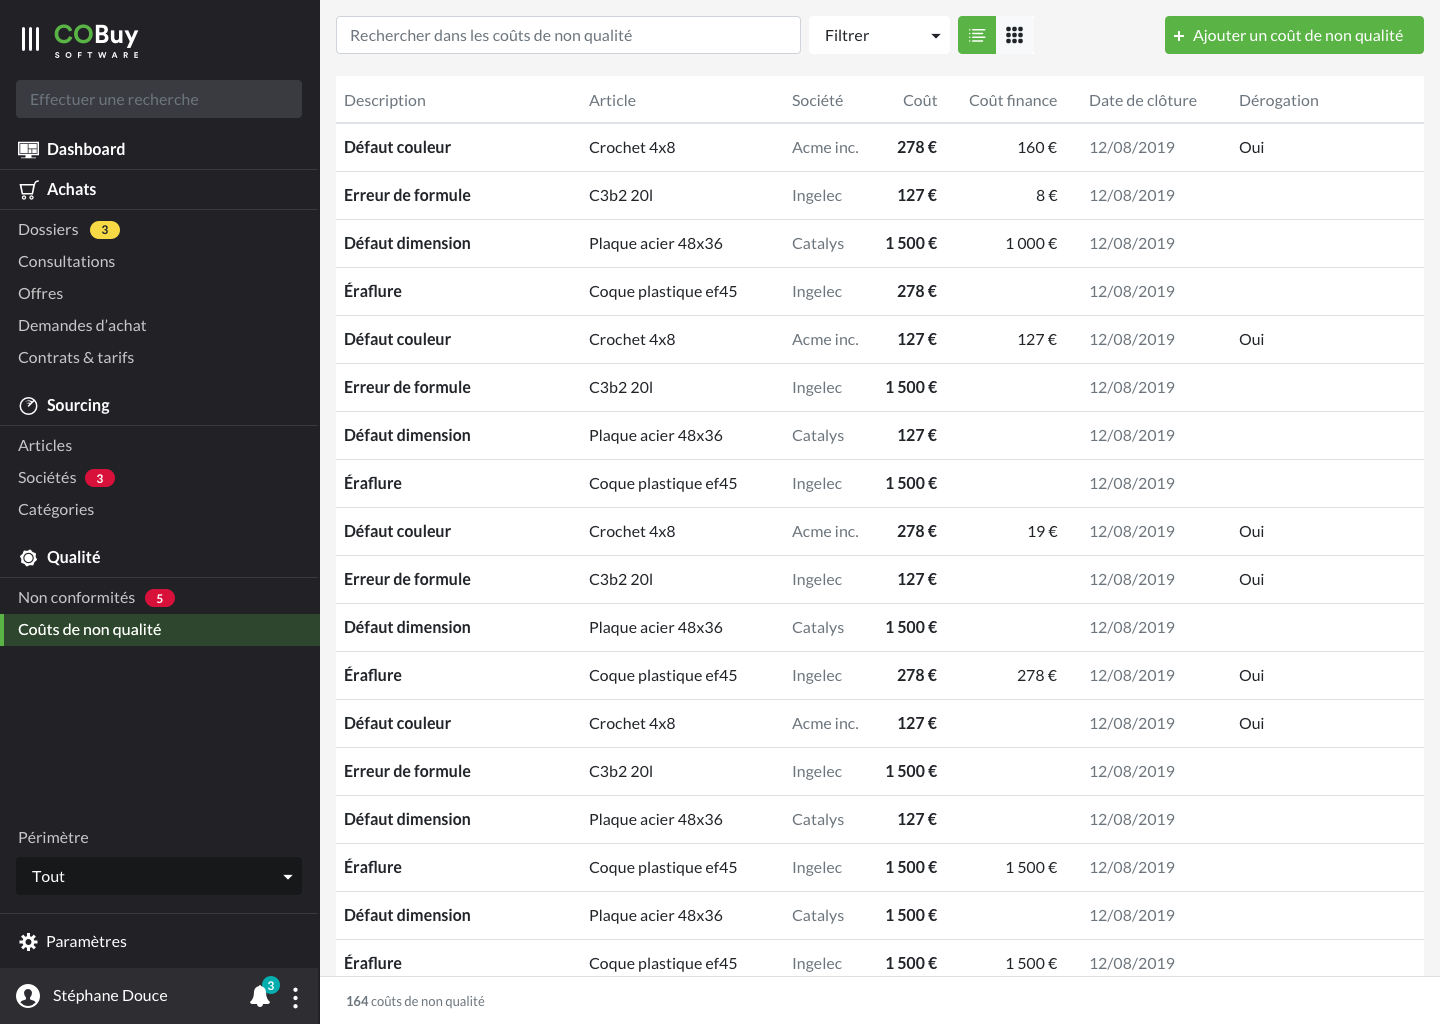 COBuy
SOFTWARE
Effectuer une recherche
Dashboard
Achats
Dossiers 3
Consultations
Offres
Demandes d’achat
Contrats & tarifs
Sourcing
Articles
Sociétés 3
Catégories
Qualité
Non conformités 5
Coûts de non qualité
Périmètre
Tout
Paramètres
Stéphane Douce 3
Rechercher dans les coûts de non qualité Filtrer + Ajouter un coût de non qualité
Description Article Société Coût Coût finance Date de clôture Dérogation
Défaut couleur Crochet 4x8 Acme inc. 278 € 160 € 12/08/2019 Oui
Erreur de formule C3b2 20l Ingelec 127 € 8 € 12/08/2019
Défaut dimension Plaque acier 48x36 Catalys 1 500 € 1 000 € 12/08/2019
Éraflure Coque plastique ef45 Ingelec 278 € 12/08/2019
Défaut couleur Crochet 4x8 Acme inc. 127 € 127 € 12/08/2019 Oui
Erreur de formule C3b2 20l Ingelec 1 500 € 12/08/2019
Défaut dimension Plaque acier 48x36 Catalys 127 € 12/08/2019
Éraflure Coque plastique ef45 Ingelec 1 500 € 12/08/2019
Défaut couleur Crochet 4x8 Acme inc. 278 € 19 € 12/08/2019 Oui
Erreur de formule C3b2 20l Ingelec 127 € 12/08/2019 Oui
Défaut dimension Plaque acier 48x36 Catalys 1 500 € 12/08/2019
Éraflure Coque plastique ef45 Ingelec 278 € 278 € 12/08/2019 Oui
Défaut couleur Crochet 4x8 Acme inc. 127 € 12/08/2019 Oui
Erreur de formule C3b2 20l Ingelec 1 500 € 12/08/2019
Défaut dimension Plaque acier 48x36 Catalys 127 € 12/08/2019
Éraflure Coque plastique ef45 Ingelec 1 500 € 1 500 € 12/08/2019
Défaut dimension Plaque acier 48x36 Catalys 1 500 € 12/08/2019
Éraflure Coque plastique ef45 Ingelec 1 500 € 1 500 € 12/08/2019
164 coûts de non qualité